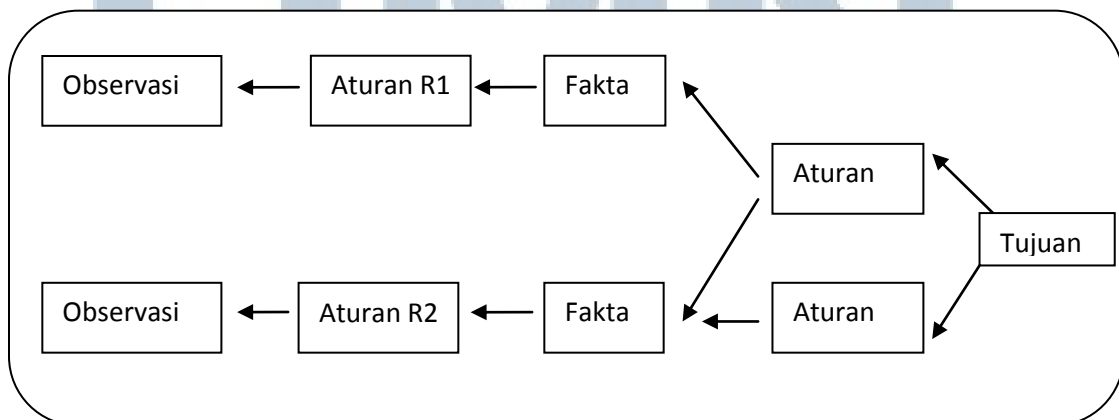 Observasi
Aturan R1
Fakta
Aturan
Tujuan
Observasi
Aturan R2
Fakta
Aturan